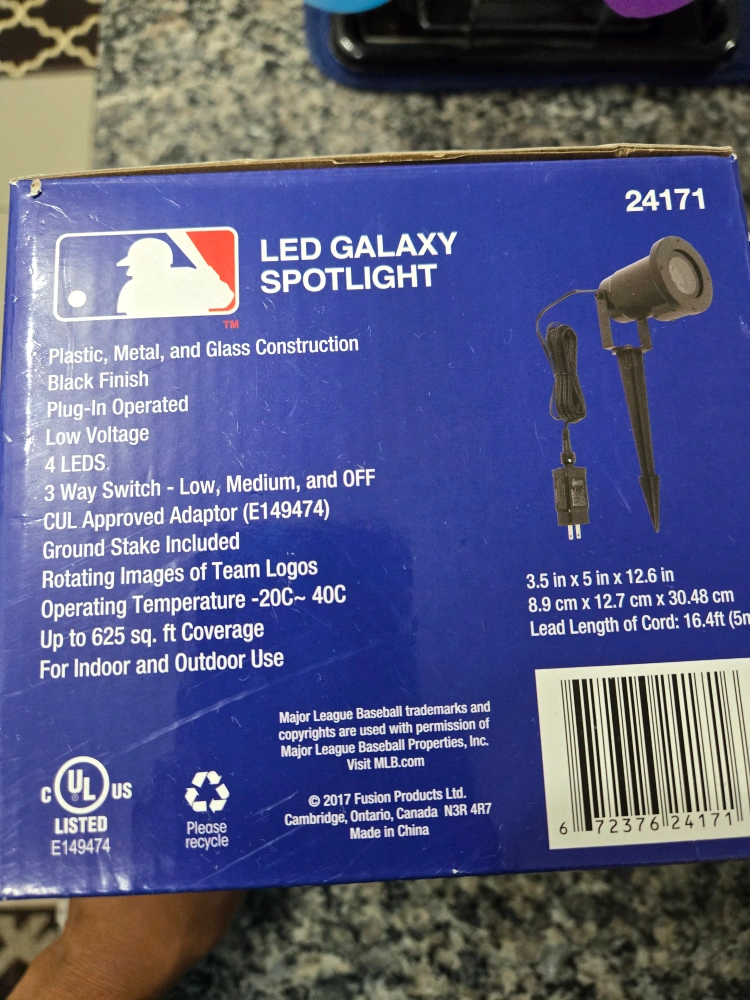 24171
LED GALAXY
SPOTLIGHT
TM
Plastic, Metal, and Glass Construction
Black Finish
Plug-In Operated
Low Voltage
4 LEDS.
3 Way Switch - Low, Medium, and OFF
CUL Approved Adaptor (E149474)
Ground Stake Included
Rotating Images of Team Logos
Operating Temperature -20C~ 40C
Up to 625 sq. ft Coverage
For Indoor and Outdoor Use
3.5 in x 5 in x 12.6 in
8.9 cm x 12.7 cm x 30.48 cm
Lead Length of Cord: 16.4ft (5m
Major League Baseball trademarks and
copyrights are used with permission of
Major League Baseball Properties, Inc.
Visit MLB.com
© 2017 Fusion Products Ltd.
Cambridge, Ontario, Canada N3R 4R7
Made in China
C UL US
LISTED
E149474
Please
recycle
6 72376 24171